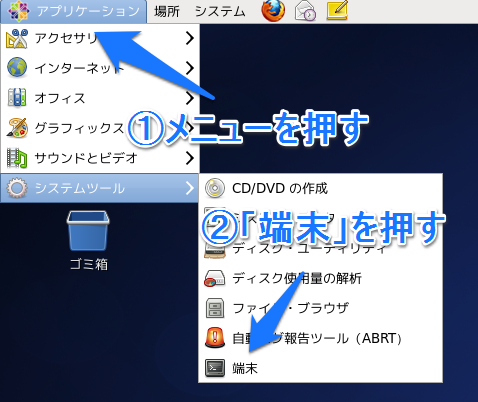 アプリケーション 場所 システム
アクセサリ
インターネット
オフィス
グラフィックス
①メニューを押す
サウンドとビデオ
システムツール
CD/DVD の作成
②「端末」を押す
ディスク・ユーティリティ
ゴミ箱
ディスク使用量の解析
ファイル・ブラウザ
報告ツール (ABRT)
端末